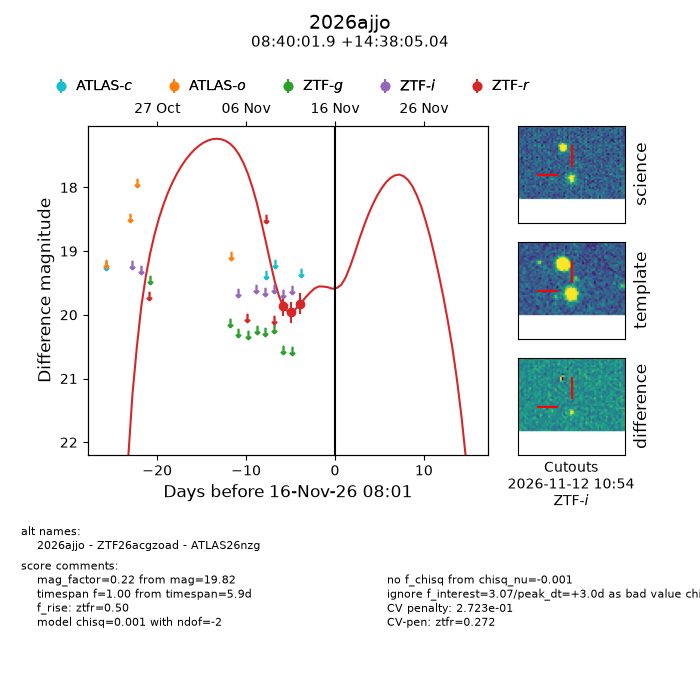 2026ajjo
08:40:01.9 +14:38:05.04
ATLAS-c ATLAS-o ZTF-g ZTF-i ZTF-r
27 Oct 06 Nov 16 Nov 26 Nov
18
19
20
21
22
Difference magnitude
−20 −10 0 10
Days before 16-Nov-26 08:01
science
template
difference
Cutouts
2026-11-12 10:54
ZTF-i
alt names:
2026ajjo - ZTF26acgzoad - ATLAS26nzg
score comments:
mag_factor=0.22 from mag=19.82
timespan f=1.00 from timespan=5.9d
f_rise: ztfr=0.50
model chisq=0.001 with ndof=-2
no f_chisq from chisq_nu=-0.001
ignore f_interest=3.07/peak_dt=+3.0d as bad value chi
CV penalty: 2.723e-01
CV-pen: ztfr=0.272